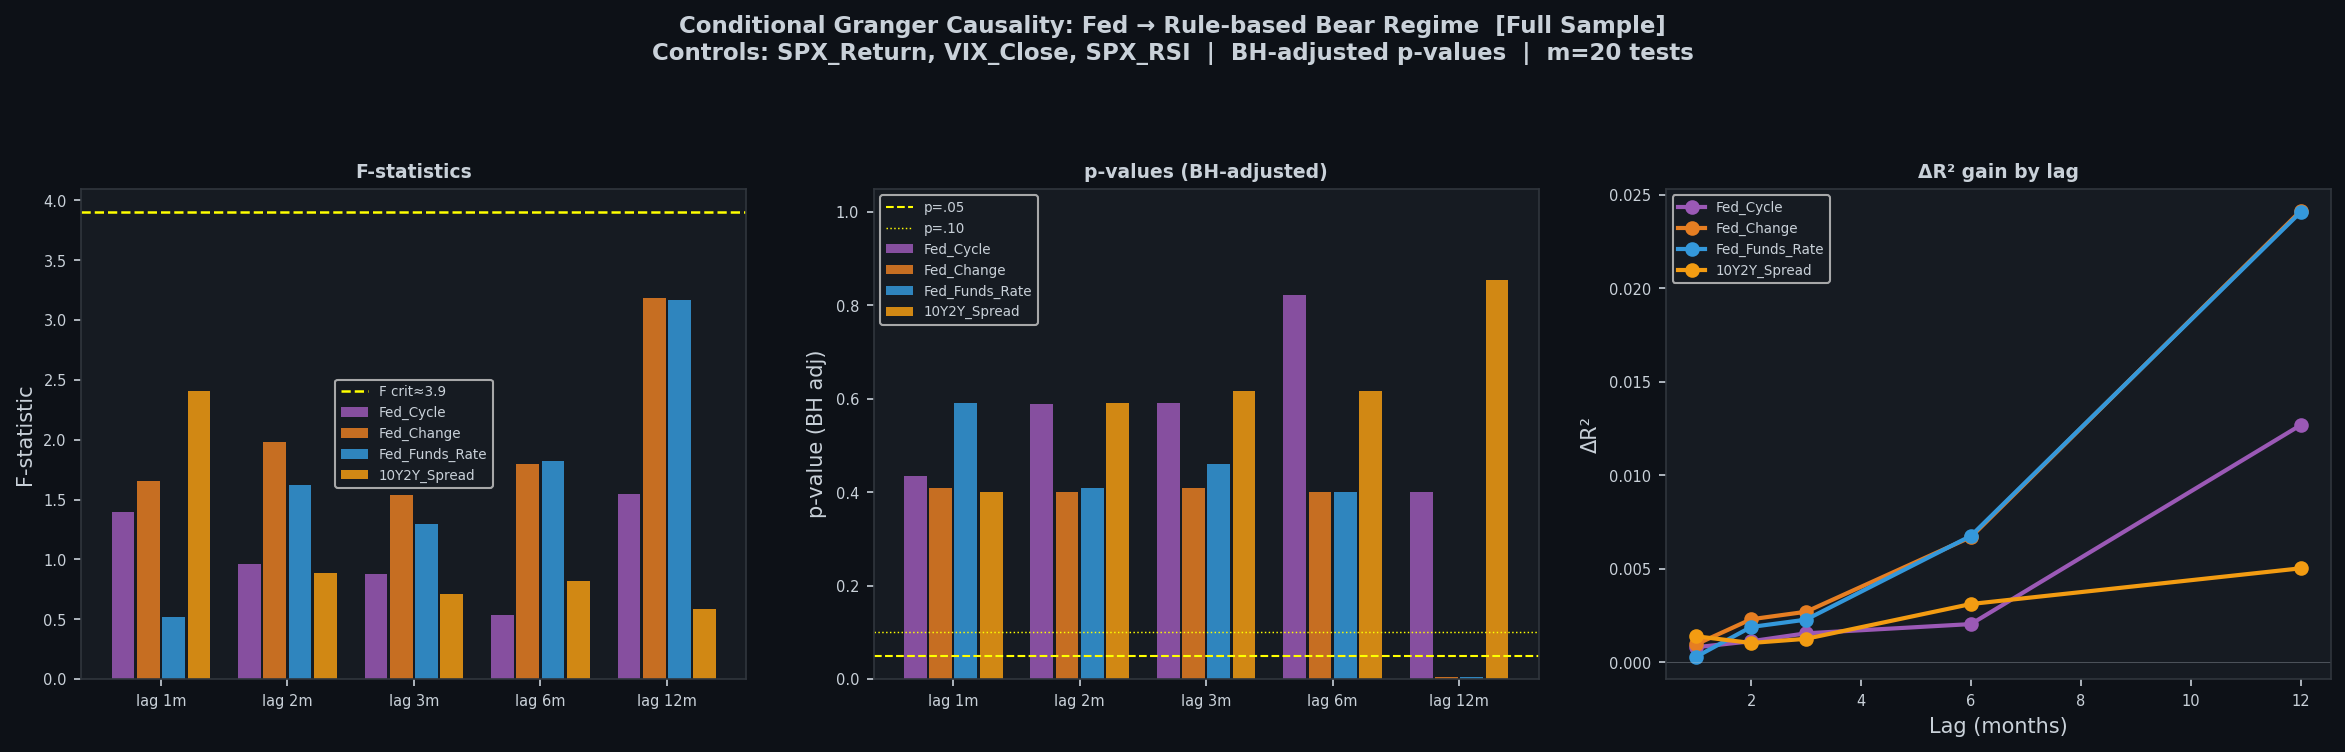 Conditional Granger Causality: Fed → Rule-based Bear Regime  [Full Sample]
Controls: SPX_Return, VIX_Close, SPX_RSI  |  BH-adjusted p-values  |  m=20 tests
F-statistics
F-statistic
4.0
3.5
3.0
2.5
2.0
1.5
1.0
0.5
0.0
F crit≈3.9
Fed_Cycle
Fed_Change
Fed_Funds_Rate
10Y2Y_Spread
lag 1m
lag 2m
lag 3m
lag 6m
lag 12m
p-values (BH-adjusted)
p-value (BH adj)
1.0
0.8
0.6
0.4
0.2
0.0
p=.05
p=.10
Fed_Cycle
Fed_Change
Fed_Funds_Rate
10Y2Y_Spread
lag 1m
lag 2m
lag 3m
lag 6m
lag 12m
ΔR² gain by lag
ΔR²
0.025
0.020
0.015
0.010
0.005
0.000
Fed_Cycle
Fed_Change
Fed_Funds_Rate
10Y2Y_Spread
2
4
6
8
10
12
Lag (months)